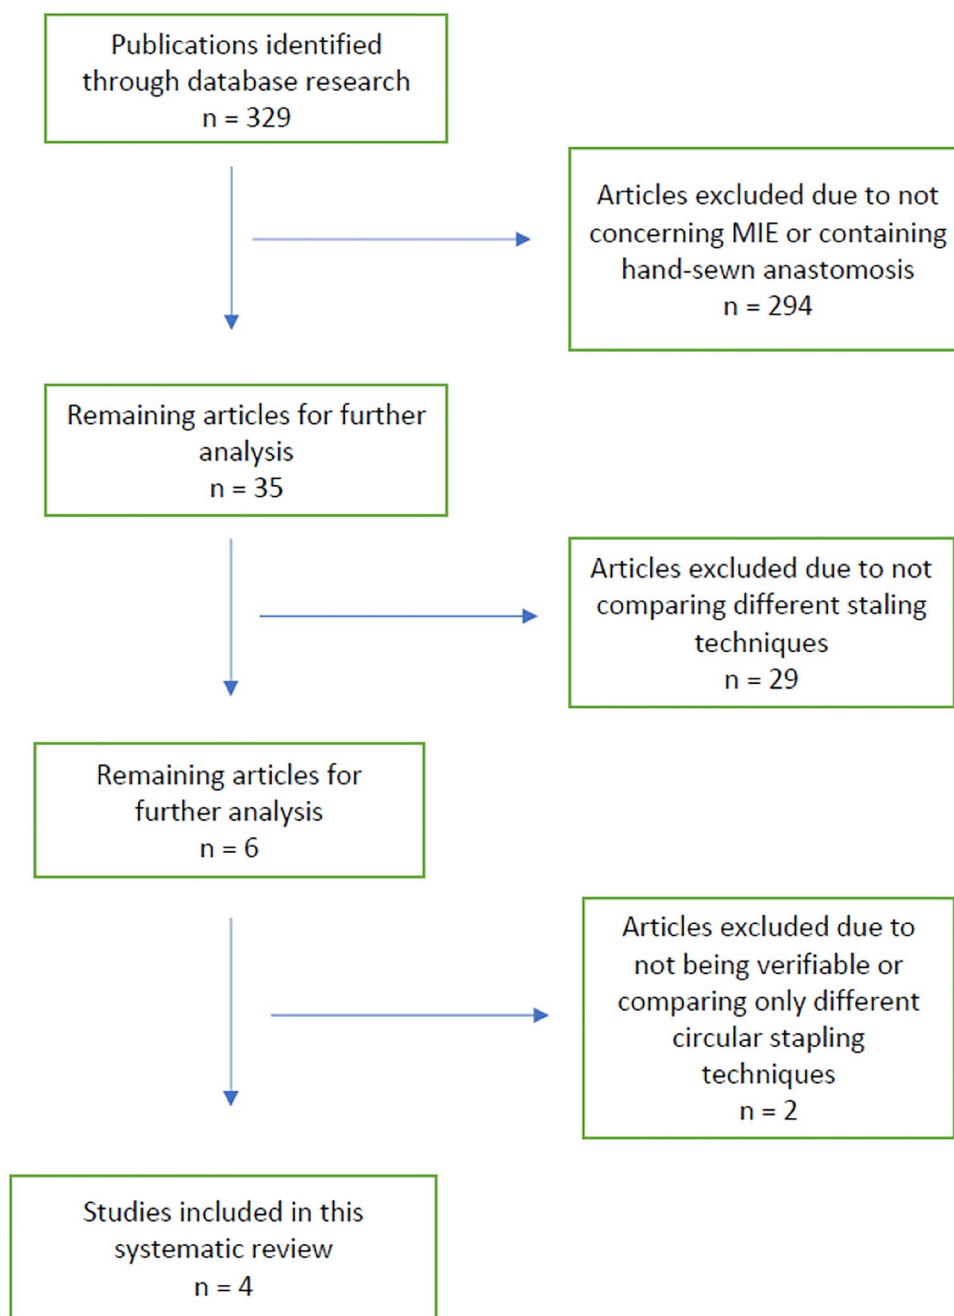 Publications identified
through database research
n = 329
Articles excluded due to not
concerning MIE or containing
hand-sewn anastomosis
n = 294
Remaining articles for further
analysis
n = 35
Articles excluded due to not
comparing different staling
techniques
n = 29
Remaining articles for
further analysis
n = 6
Articles excluded due to
not being verifiable or
comparing only different
circular stapling
techniques
n = 2
Studies included in this
systematic review
n = 4